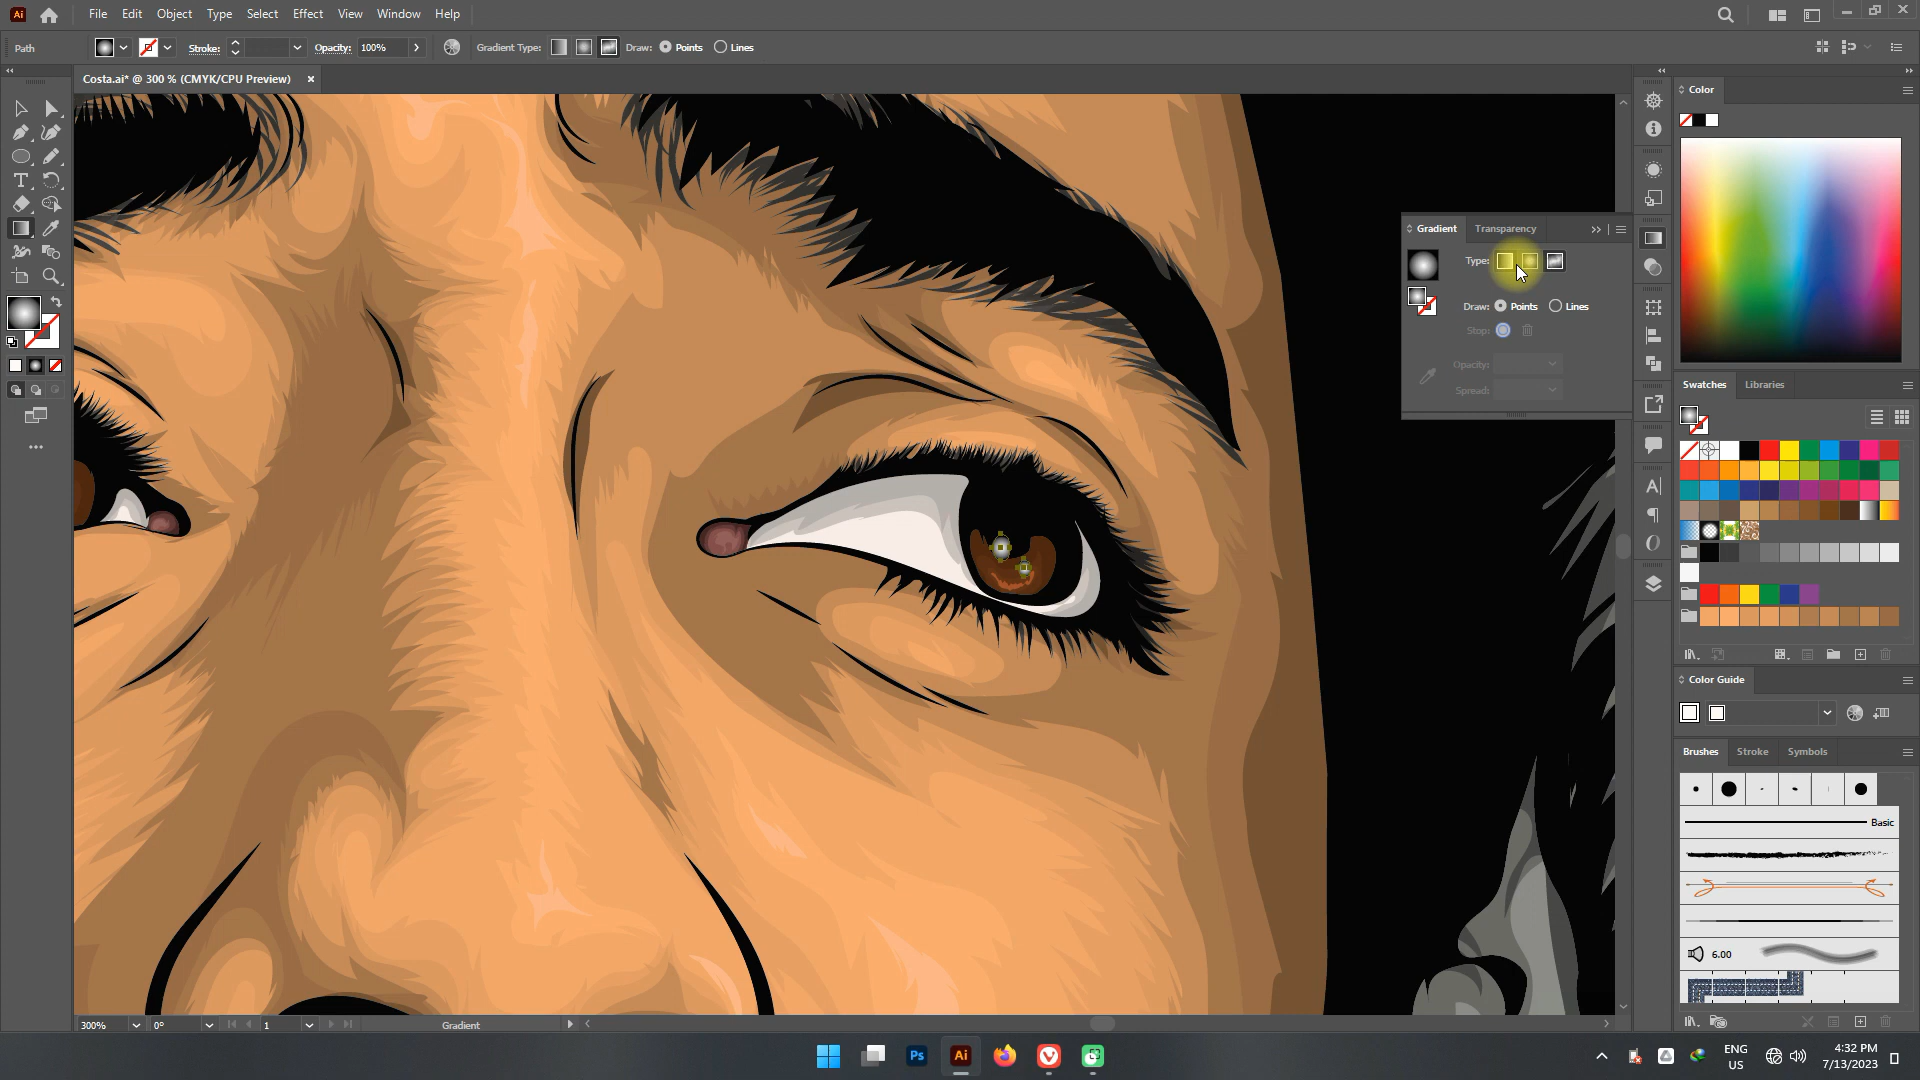 Ai File Edit Object Type Select Effect View Window Help
Path Stroke: Opacity: 100% Gradient Type: Draw: Points Lines
Costa.ai* @ 300 % (CMYK/CPU Preview) ×
Gradient Transparency
Type:
Draw: Points Lines
Stop:
Opacity:
Spread:
Color
Swatches Libraries
Color Guide
Brushes Stroke Symbols
Basic
6.00
300% 0° 1 Gradient
Ps Ai
ENG
US
4:32 PM
7/13/2023